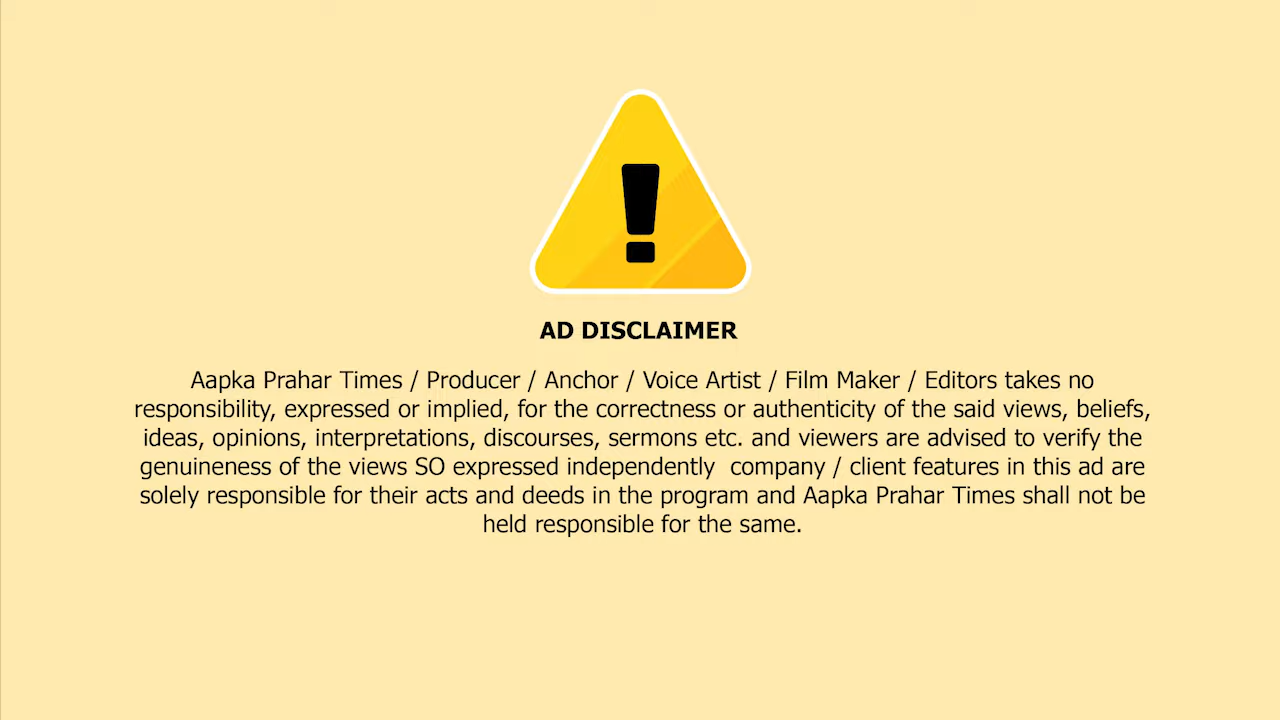 AD DISCLAIMER
Aapka Prahar Times / Producer / Anchor / Voice Artist / Film Maker / Editors takes no
responsibility, expressed or implied, for the correctness or authenticity of the said views, beliefs,
ideas, opinions, interpretations, discourses, sermons etc. and viewers are advised to verify the
genuineness of the views SO expressed independently  company / client features in this ad are
solely responsible for their acts and deeds in the program and Aapka Prahar Times shall not be
held responsible for the same.